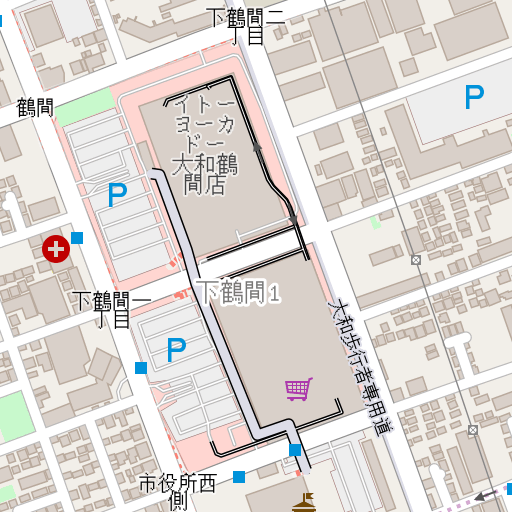 下鶴間二
丁目
鶴間
イトー
ヨーカ
ドー
大和鶴
間店
P
P
下鶴間一
丁目
下鶴間1
P
大和歩行者専用道
市役所西
側